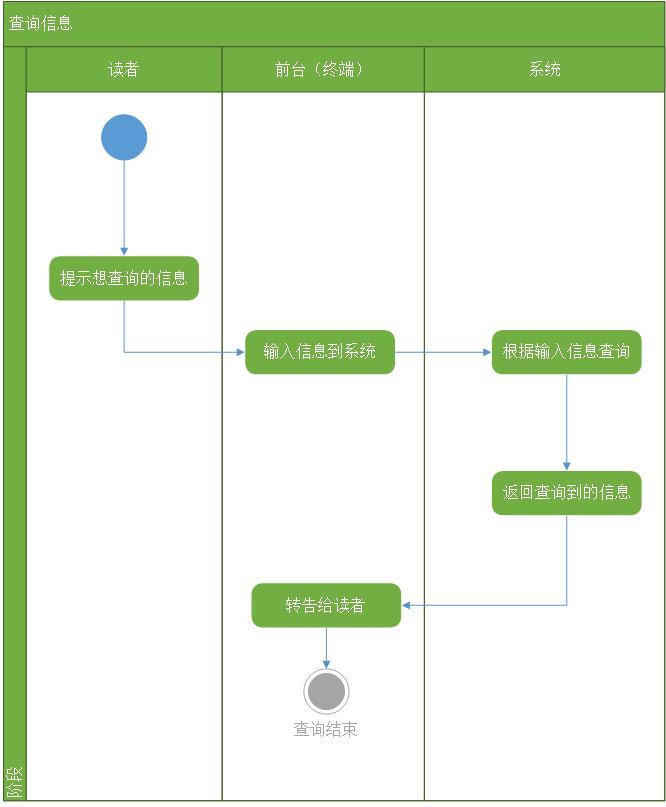 查询信息
读者
前台（终端）
系统
提示想查询的信息
输入信息到系统
根据输入信息查询
返回查询到的信息
转告给读者
查询结束
阶段